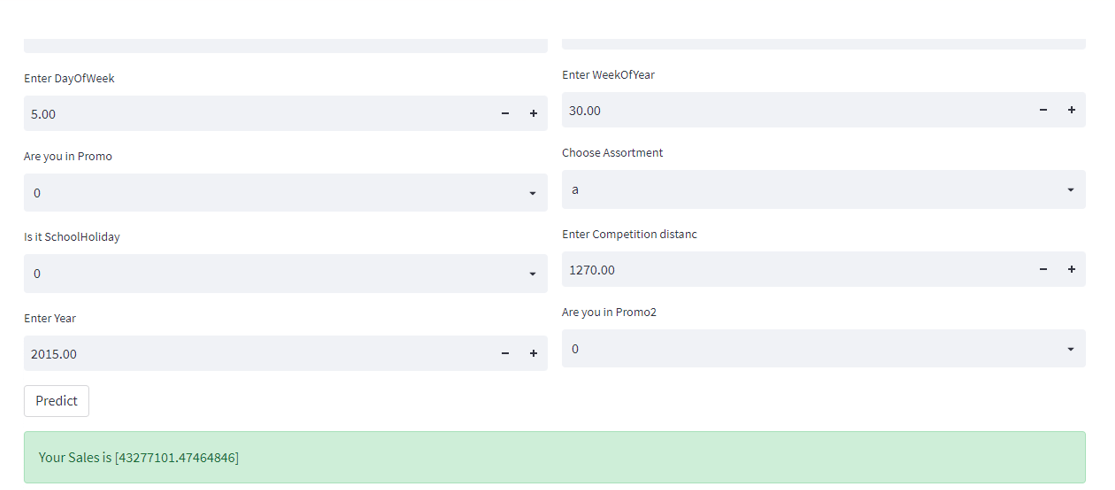 Enter DayOfWeek
5.00
Are you in Promo
0
Is it SchoolHoliday
0
Enter Year
2015.00
Enter WeekOfYear
30.00
Choose Assortment
a
Enter Competition distanc
1270.00
Are you in Promo2
0
Predict
Your Sales is [43277101.47464846]